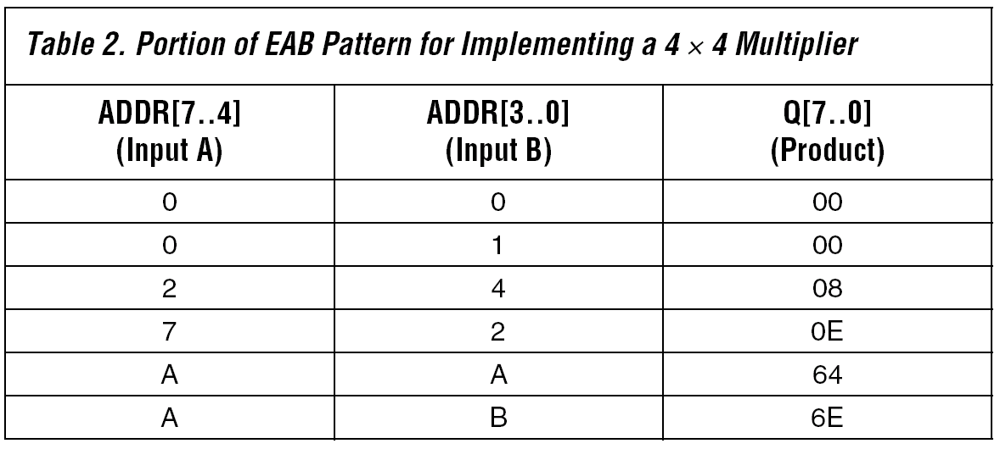 Table 2. Portion of EAB Pattern for Implementing a 4 × 4 Multiplier
ADDR[7..4] ADDR[3..0] Q[7..0]
(Input A) (Input B) (Product)
0 0 00
0 1 00
2 4 08
7 2 0E
A A 64
A B 6E